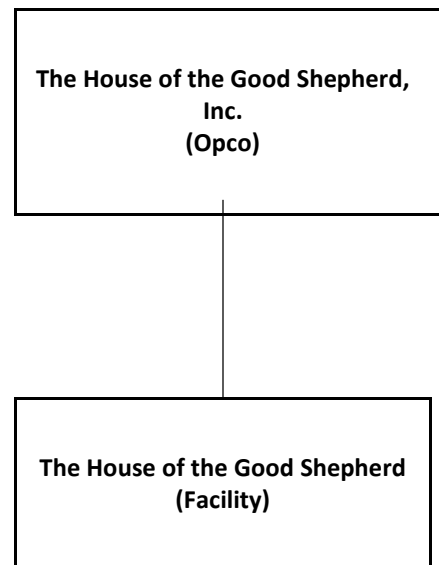 The House of the Good Shepherd,
Inc.
(Opco)
The House of the Good Shepherd
(Facility)